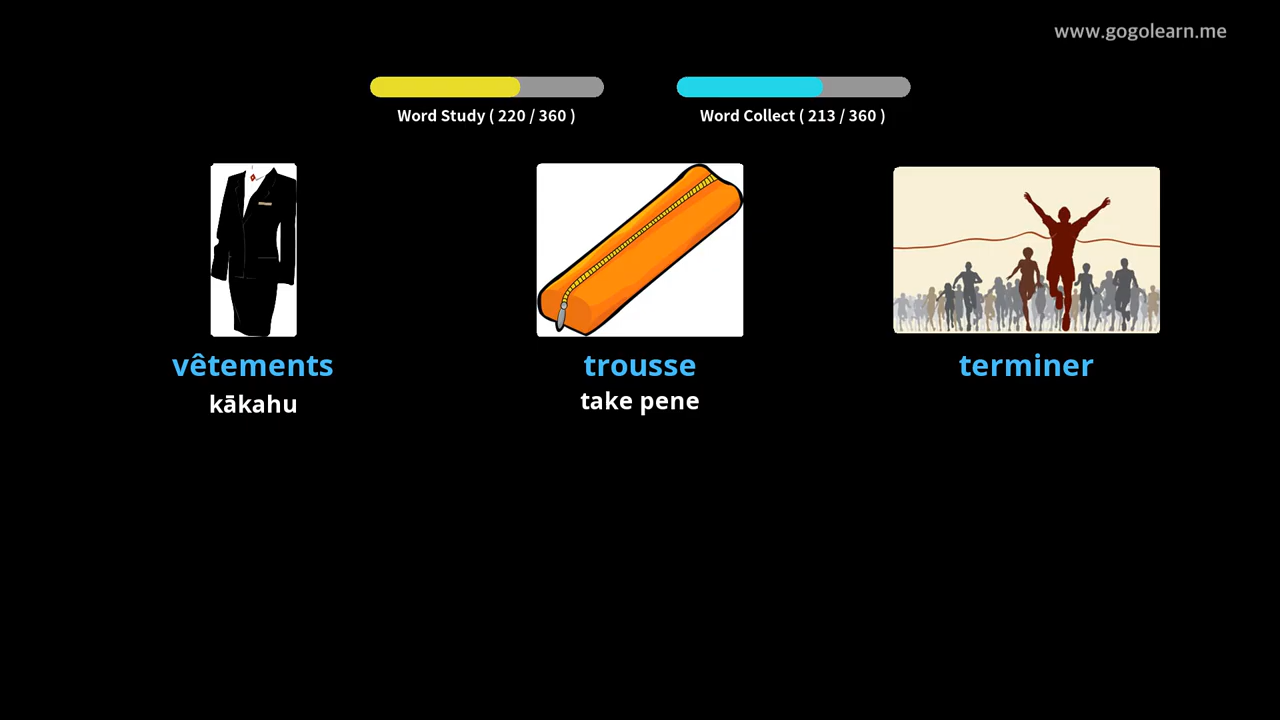 www.gogolearn.me
Word Study ( 220 / 360 )
Word Collect ( 213 / 360 )
vêtements
kākahu
trousse
take pene
terminer